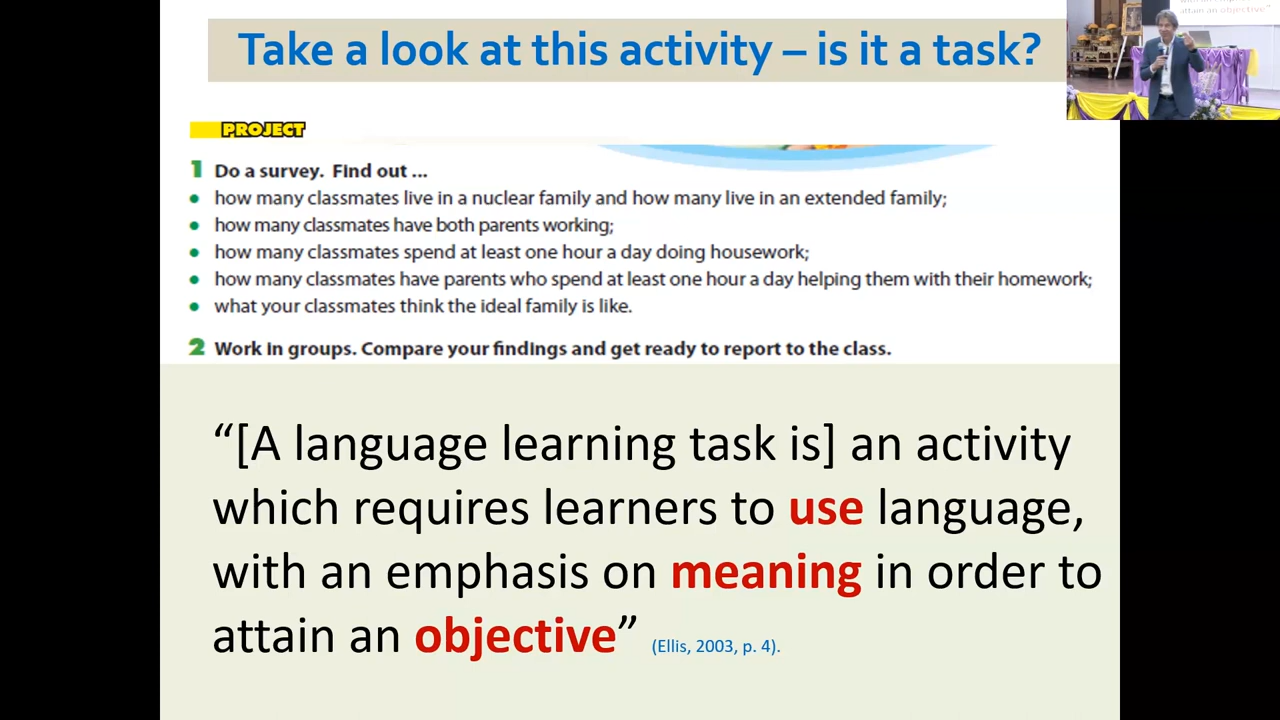 Take a look at this activity – is it a task?
PROJECT
1 Do a survey. Find out ...
• how many classmates live in a nuclear family and how many live in an extended family;
• how many classmates have both parents working;
• how many classmates spend at least one hour a day doing housework;
• how many classmates have parents who spend at least one hour a day helping them with their homework;
• what your classmates think the ideal family is like.
2 Work in groups. Compare your findings and get ready to report to the class.
“[A language learning task is] an activity
which requires learners to use language,
with an emphasis on meaning in order to
attain an objective” (Ellis, 2003, p. 4).
attain an objective”